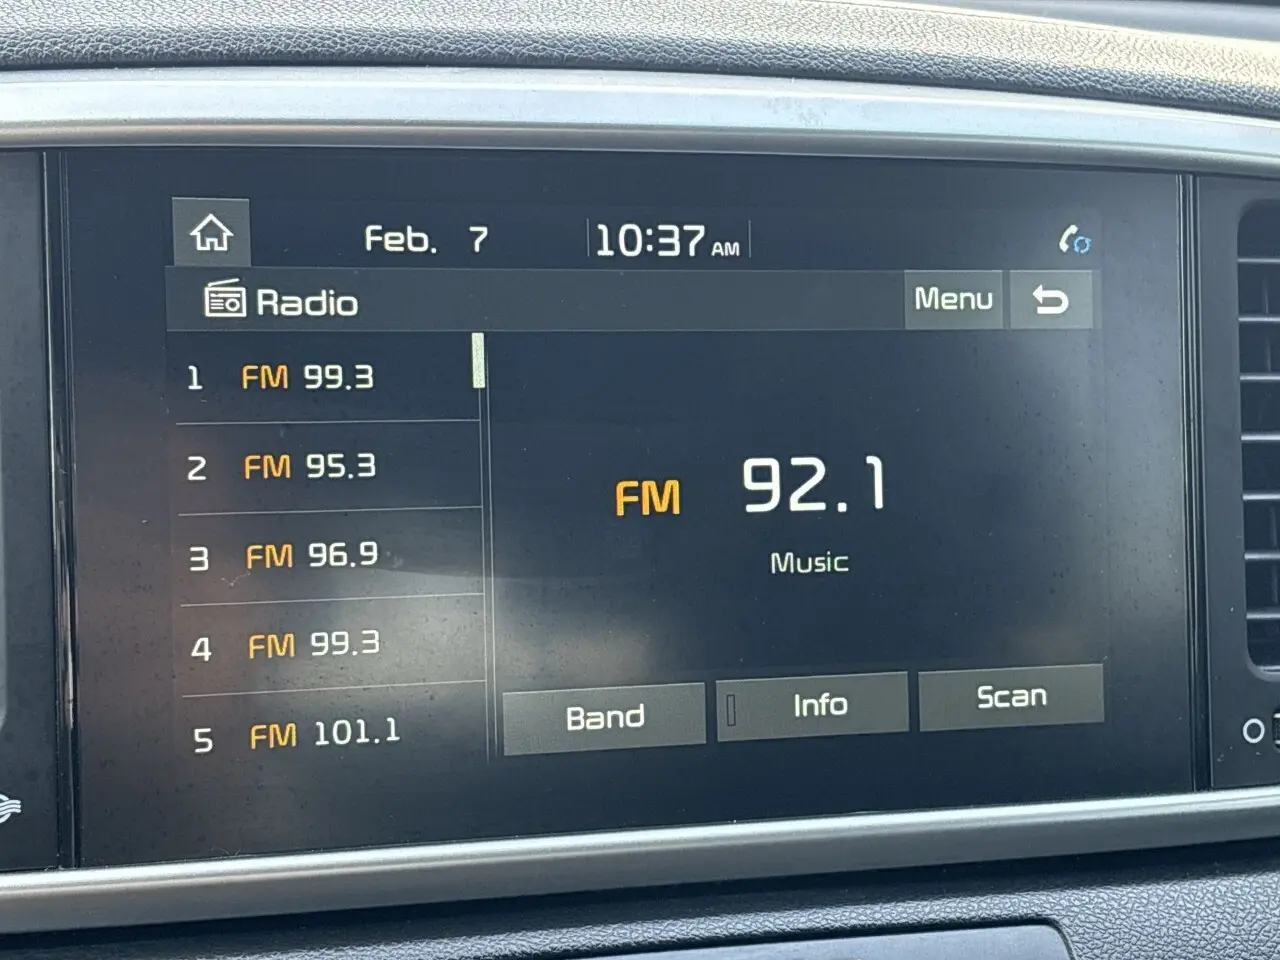 Feb. 7 10:37 AM
Radio Menu
1 FM 99.3
2 FM 95.3
3 FM 96.9
4 FM 99.3
5 FM 101.1
FM 92.1
Music
Band Info Scan